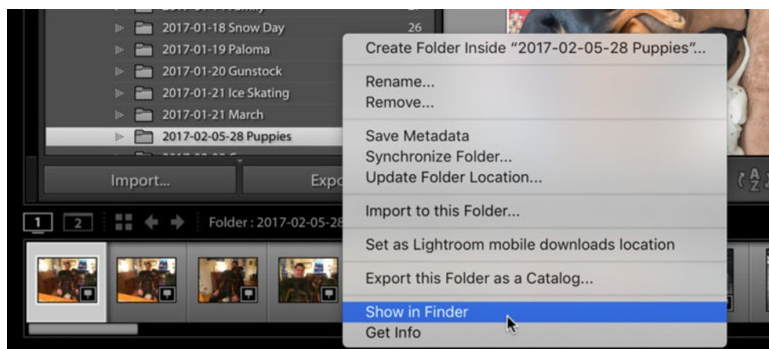 2017-01-18 Snow Day 26
2017-01-19 Paloma
2017-01-20 Gunstock
2017-01-21 Ice Skating
2017-01-21 March
2017-02-05-28 Puppies
Import...
1 2 Folder : 2017-02-05-28
Create Folder Inside “2017-02-05-28 Puppies”...
Rename...
Remove...
Save Metadata
Synchronize Folder...
Update Folder Location...
Import to this Folder...
Set as Lightroom mobile downloads location
Export this Folder as a Catalog...
Show in Finder
Get Info